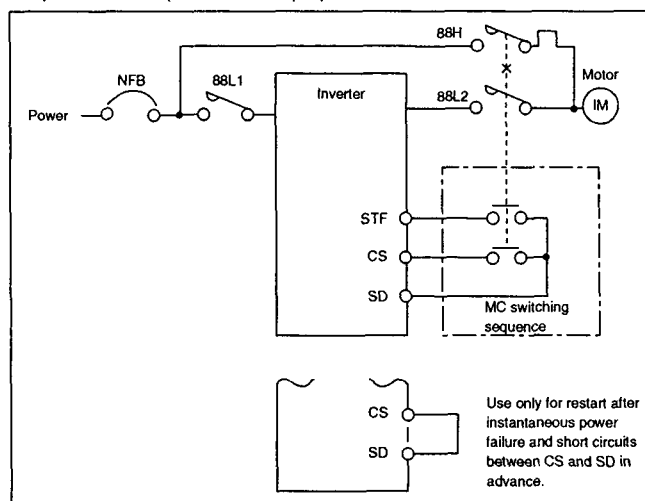 88H
NFB
88L1
Inverter
88L2
Motor
Power
IM
STF
CS
SD
MC switching
sequence
CS
SD
Use only for restart after
instantaneous power
failure and short circuits
between CS and SD in
advance.